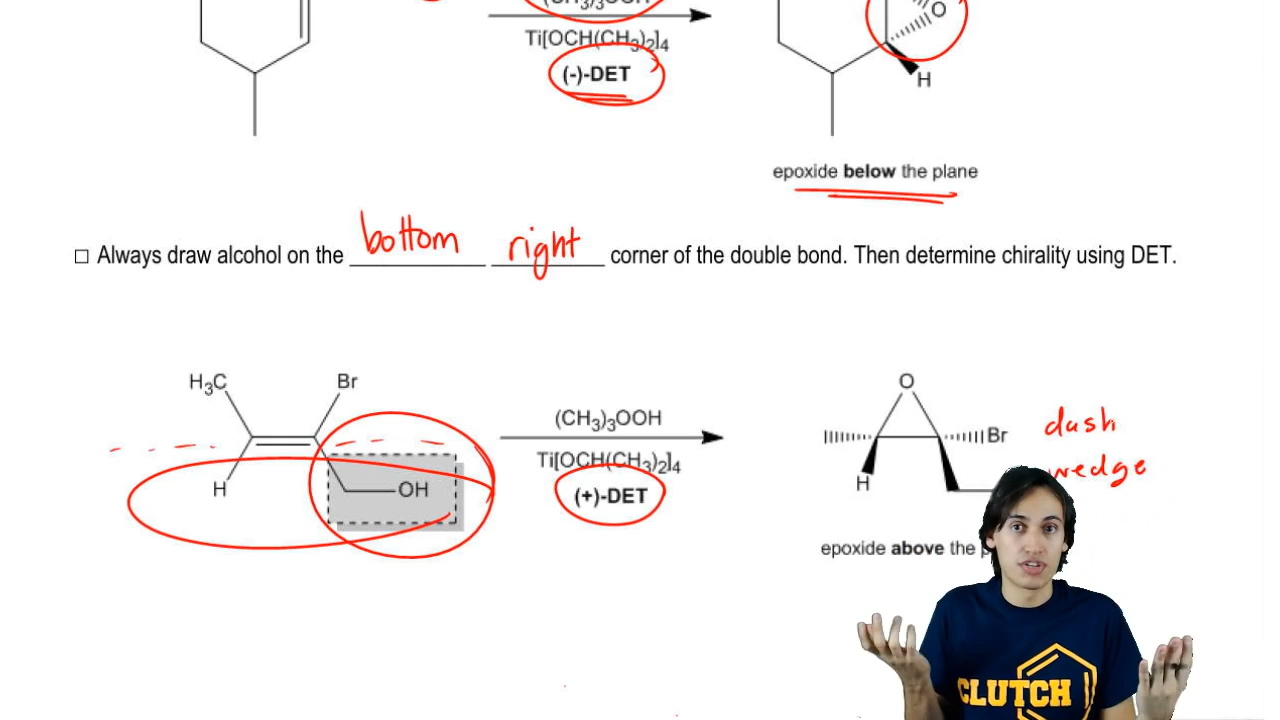 (CH3)3OOH
Ti[OCH(CH3)2]4
(-)-DET
O
H
epoxide below the plane
□ Always draw alcohol on the bottom right corner of the double bond. Then determine chirality using DET.
H3C
Br
H
OH
(CH3)3OOH
Ti[OCH(CH3)2]4
(+)-DET
O
Br
H
dash
wedge
epoxide above the
CLUTCH